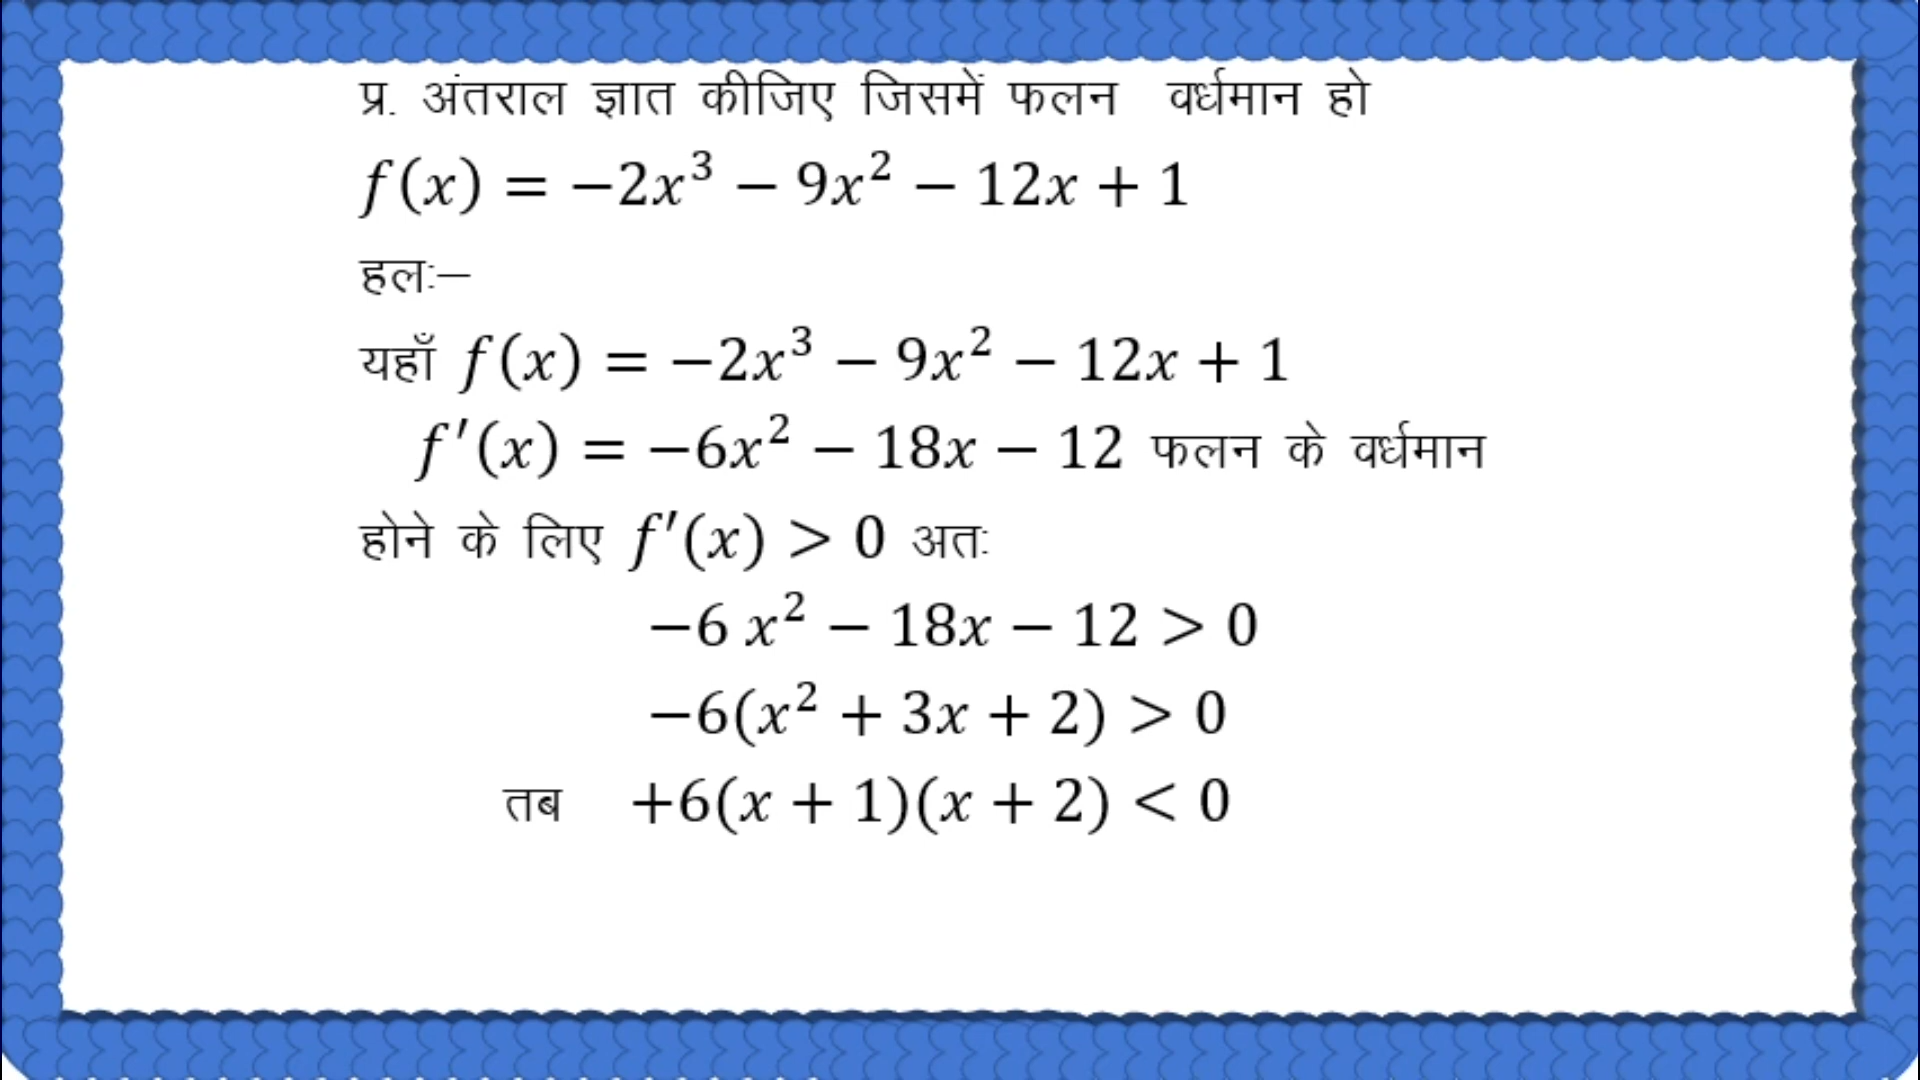 प्र. अंतराल ज्ञात कीजिए जिसमें फलन वर्धमान हो
f(x) = −2x³ − 9x² − 12x + 1
हलः—
यहाँ f(x) = −2x³ − 9x² − 12x + 1
f′(x) = −6x² − 18x − 12 फलन के वर्धमान
होने के लिए f′(x) > 0 अतः
−6 x² − 18x − 12 > 0
−6(x² + 3x + 2) > 0
तब +6(x + 1)(x + 2) < 0